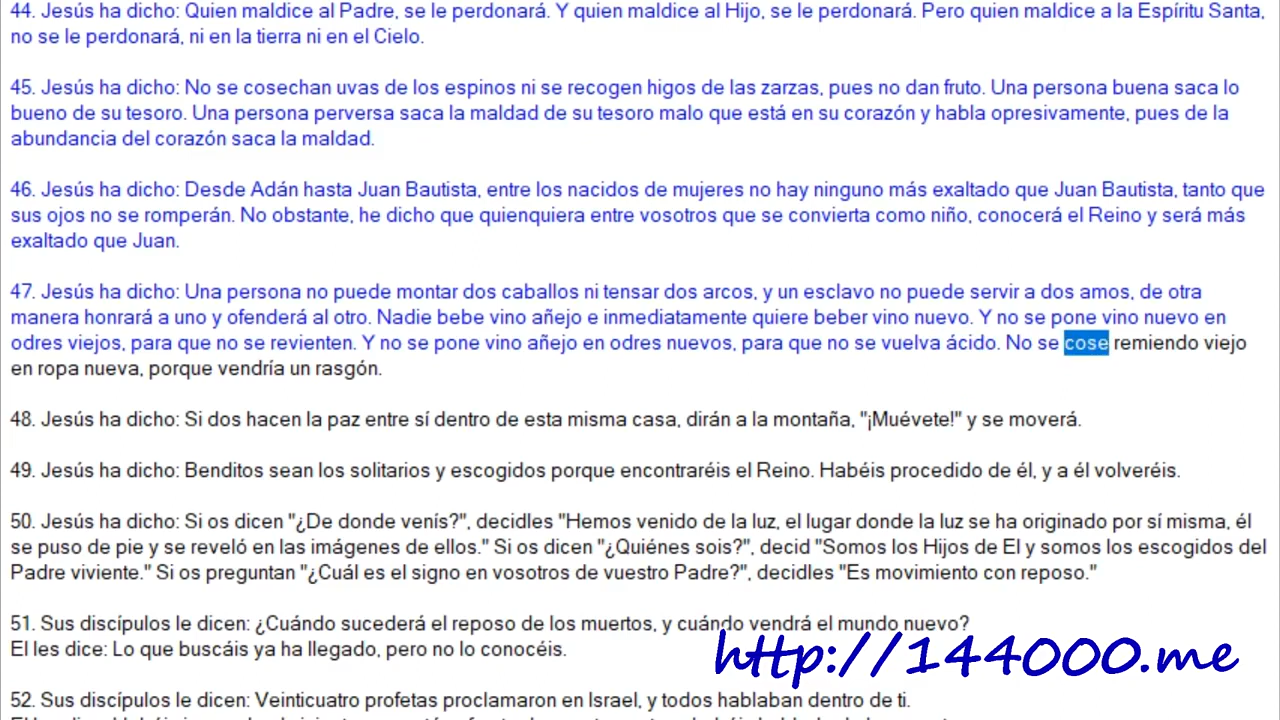 44. Jesús ha dicho: Quien maldice al Padre, se le perdonará. Y quien maldice al Hijo, se le perdonará. Pero quien maldice a la Espíritu Santa,
no se le perdonará, ni en la tierra ni en el Cielo.
45. Jesús ha dicho: No se cosechan uvas de los espinos ni se recogen higos de las zarzas, pues no dan fruto. Una persona buena saca lo
bueno de su tesoro. Una persona perversa saca la maldad de su tesoro malo que está en su corazón y habla opresivamente, pues de la
abundancia del corazón saca la maldad.
46. Jesús ha dicho: Desde Adán hasta Juan Bautista, entre los nacidos de mujeres no hay ninguno más exaltado que Juan Bautista, tanto que
sus ojos no se romperán. No obstante, he dicho que quienquiera entre vosotros que se convierta como niño, conocerá el Reino y será más
exaltado que Juan.
47. Jesús ha dicho: Una persona no puede montar dos caballos ni tensar dos arcos, y un esclavo no puede servir a dos amos, de otra
manera honrará a uno y ofenderá al otro. Nadie bebe vino añejo e inmediatamente quiere beber vino nuevo. Y no se pone vino nuevo en
odres viejos, para que no se revienten. Y no se pone vino añejo en odres nuevos, para que no se vuelva ácido. No se cose remiendo viejo
en ropa nueva, porque vendría un rasgón.
48. Jesús ha dicho: Si dos hacen la paz entre sí dentro de esta misma casa, dirán a la montaña, "¡Muévete!" y se moverá.
49. Jesús ha dicho: Benditos sean los solitarios y escogidos porque encontraréis el Reino. Habéis procedido de él, y a él volveréis.
50. Jesús ha dicho: Si os dicen "¿De donde venís?", decidles "Hemos venido de la luz, el lugar donde la luz se ha originado por sí misma, él
se puso de pie y se reveló en las imágenes de ellos." Si os dicen "¿Quiénes sois?", decid "Somos los Hijos de El y somos los escogidos del
Padre viviente." Si os preguntan "¿Cuál es el signo en vosotros de vuestro Padre?", decidles "Es movimiento con reposo."
51. Sus discípulos le dicen: ¿Cuándo sucederá el reposo de los muertos, y cuándo vendrá el mundo nuevo?
El les dice: Lo que buscáis ya ha llegado, pero no lo conocéis.
http://144000.me
52. Sus discípulos le dicen: Veinticuatro profetas proclamaron en Israel, y todos hablaban dentro de ti.